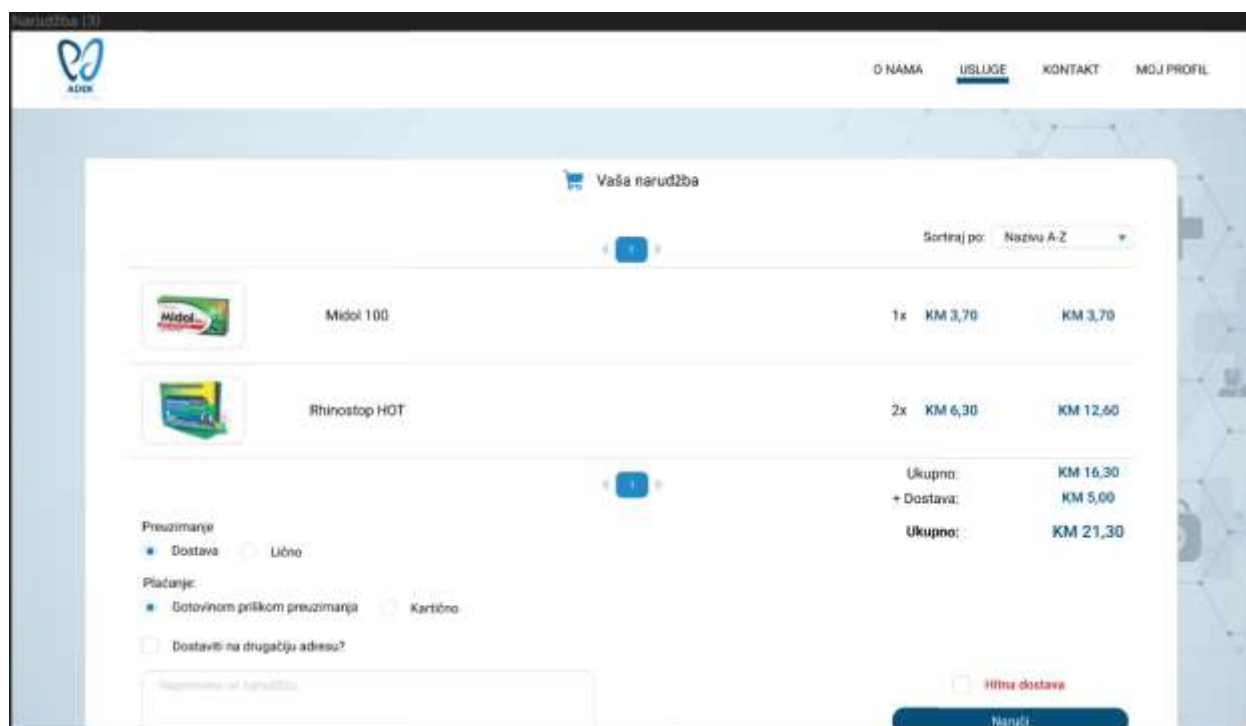 Narudžba (3)
ADEK
O NAMA USLUGE KONTAKT MOJ PROFIL
Vaša narudžba
Sortiraj po: Nazivu A-Z
1
Midol
Midol 100 1x KM 3,70 KM 3,70
Rhinostop HOT 2x KM 6,30 KM 12,60
1
Ukupno: KM 16,30
+ Dostava: KM 5,00
Ukupno: KM 21,30
Preuzimanje
Dostava Lično
Plaćanje:
Gotovinom prilikom preuzimanja Kartično
Dostaviti na drugačiju adresu?
Hitna dostava
Naruči